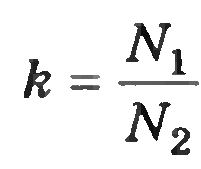 k = N₁/N₂